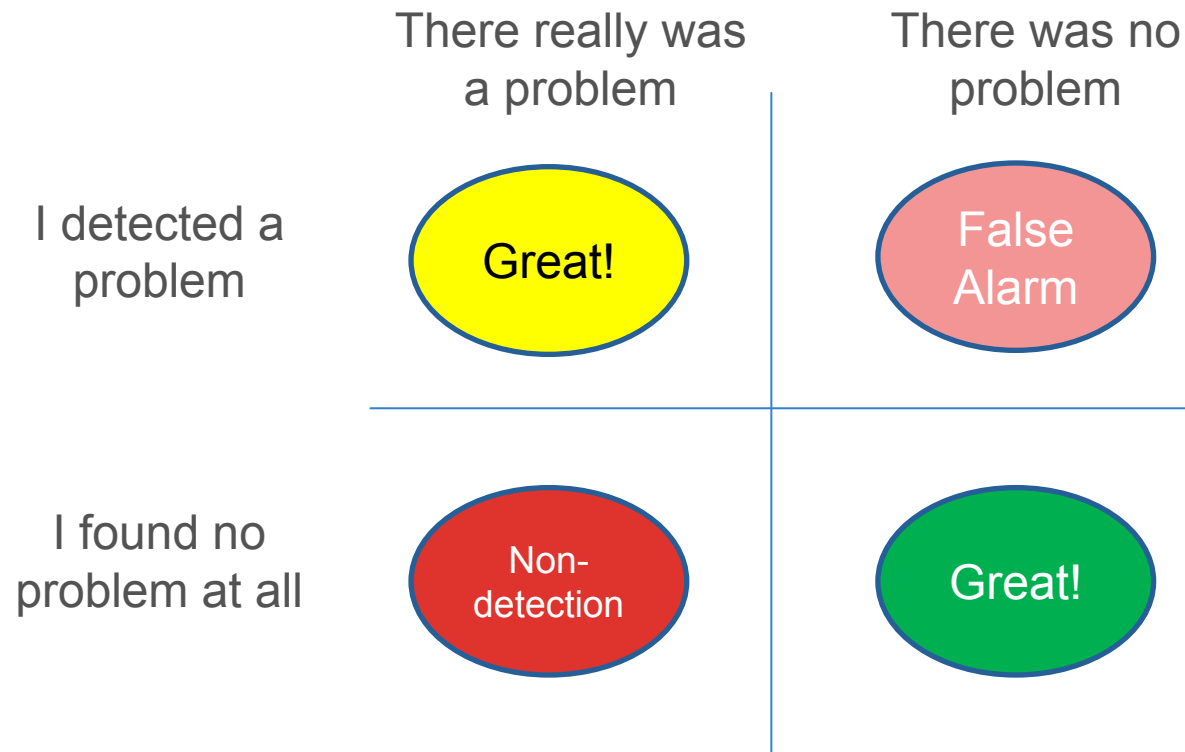 There really was
a problem
There was no
problem
I detected a
problem
Great!
False
Alarm
I found no
problem at all
Non-
detection
Great!